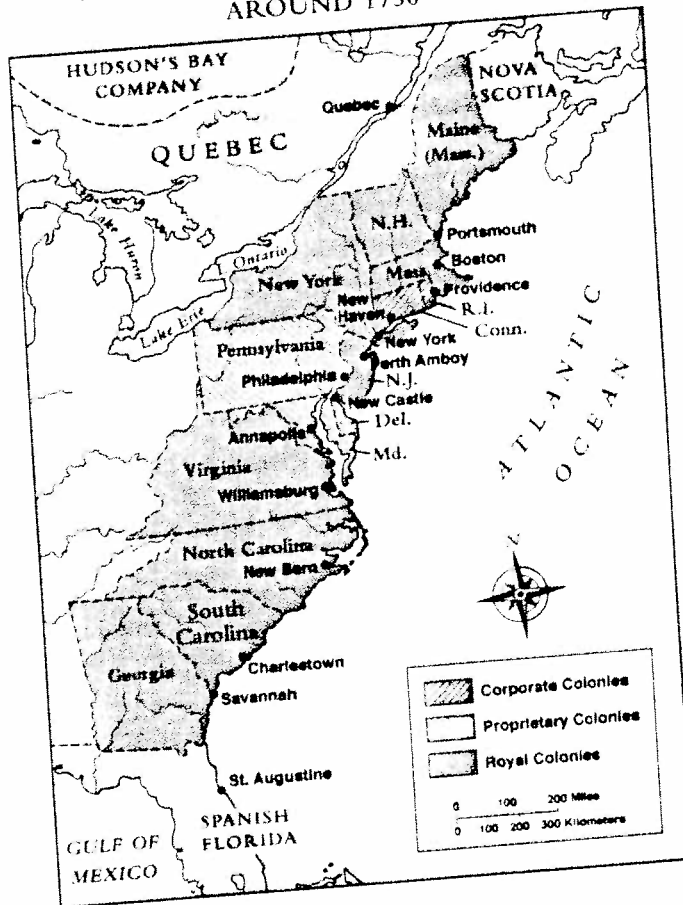 AROUND 1750
HUDSON'S BAY
COMPANY
NOVA
SCOTIA
Quebec
QUEBEC
Maine
(Mass.)
Lake Huron
N.H.
Portsmouth
Ontario
Boston
Mass.
New York
Providence
New
Haven
R.I.
Lake Erie
Conn.
Pennsylvania
New York
Perth Amboy
Philadelphia
N.J.
New Castle
Del.
Annapolis
Md.
Virginia
Williamsburg
ATLANTIC
OCEAN
North Carolina
New Bern
South
Carolina
Georgia
Charlestown
Savannah
St. Augustine
SPANISH
FLORIDA
GULF OF
MEXICO
Corporate Colonies
Proprietary Colonies
Royal Colonies
0 100 200 Miles
0 100 200 300 Kilometers